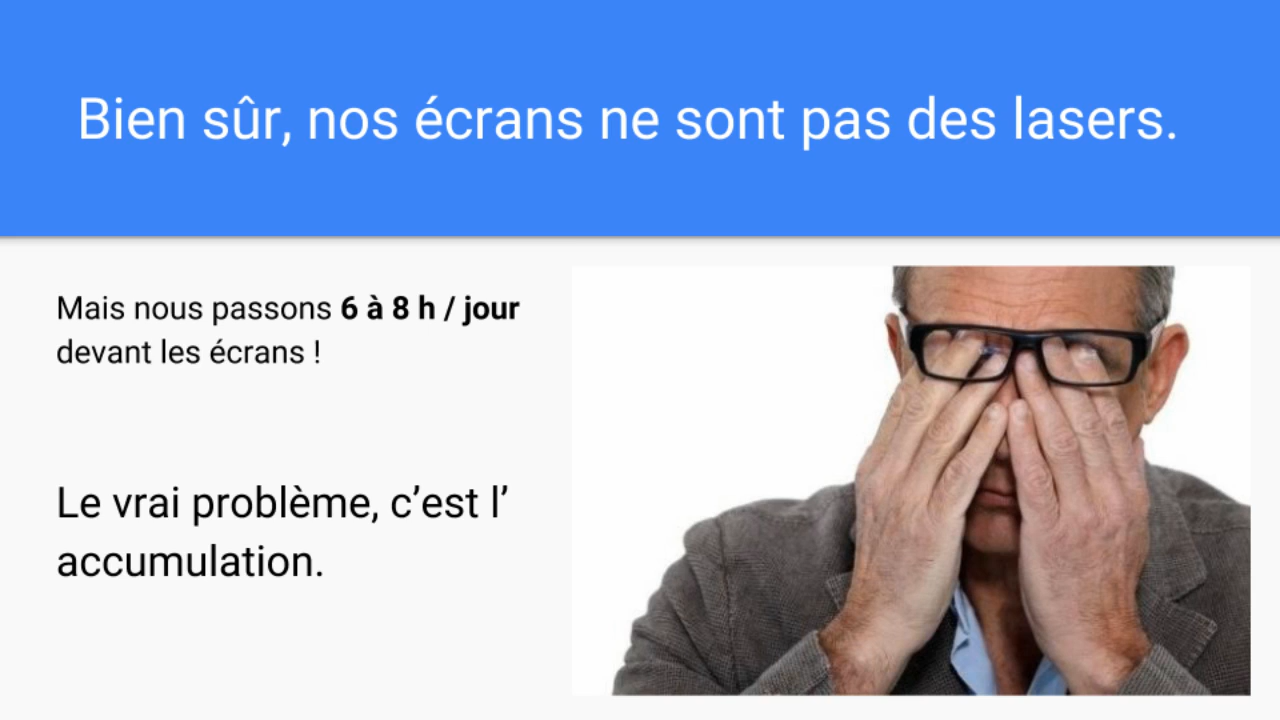 Bien sûr, nos écrans ne sont pas des lasers.
Mais nous passons 6 à 8 h / jour
devant les écrans !
Le vrai problème, c’est l’
accumulation.